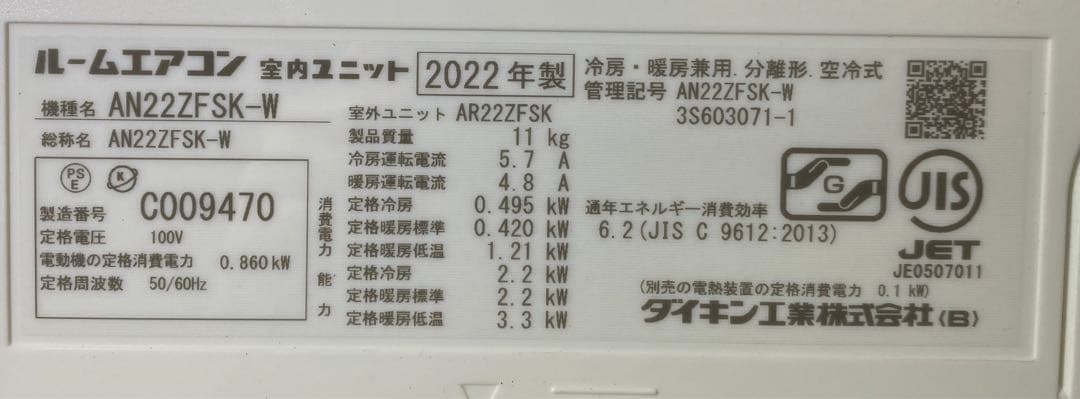 ルームエアコン 室内ユニット 2022年製
冷房・暖房兼用.分離形.空冷式
管理記号 AN22ZFSK-W
3S603071-1
機種名 AN22ZFSK-W
総称名 AN22ZFSK-W
PS
E
K
製造番号 C009470
定格電圧 100V
電動機の定格消費電力 0.860kW
定格周波数 50/60Hz
室外ユニット AR22ZFSK
製品質量 11 kg
冷房運転電流 5.7 A
暖房運転電流 4.8 A
消費電力
定格冷房 0.495 kW
定格暖房標準 0.420 kW
定格暖房低温 1.21 kW
能力
定格冷房 2.2 kW
定格暖房標準 2.2 kW
定格暖房低温 3.3 kW
通年エネルギー消費効率
6.2(JIS C 9612:2013)
G
JIS
JET
JE0507011
(別売の電熱装置の定格消費電力 0.1 kW)
ダイキン工業株式会社(B)